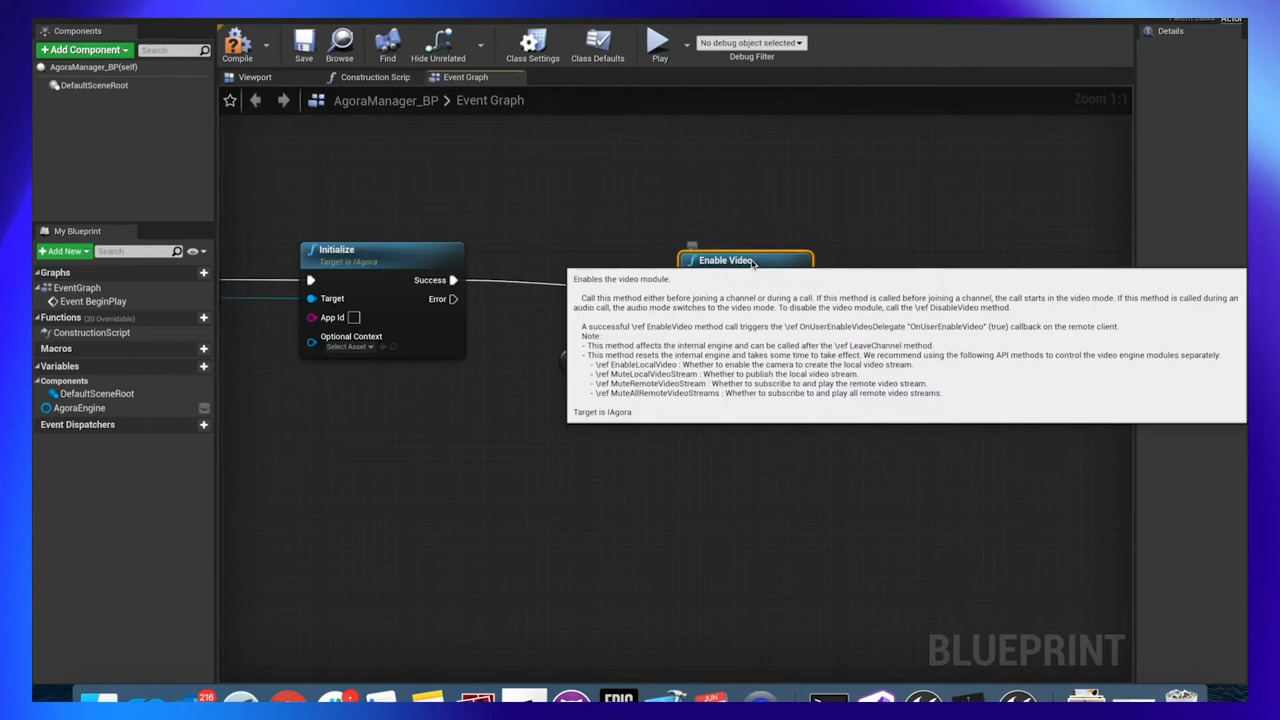 Components
Details
+ Add Component
Search
AgoraManager_BP(self)
DefaultSceneRoot
Compile
Save
Browse
Find
Hide Unrelated
Class Settings
Class Defaults
Play
No debug object selected
Debug Filter
Viewport
Construction Scrip
Event Graph
AgoraManager_BP > Event Graph
Zoom 1:1
My Blueprint
+ Add New
Search
Graphs
EventGraph
Event BeginPlay
Functions (20 Overridable)
ConstructionScript
Macros
Variables
Components
DefaultSceneRoot
AgoraEngine
Event Dispatchers
Initialize
Target is IAgora
Success
Target
Error
App Id
Optional Context
Select Asset
Enable Video
Enables the video module.
Call this method either before joining a channel or during a call. If this method is called before joining a channel, the call starts in the video mode. If this method is called during an
audio call, the audio mode switches to the video mode. To disable the video module, call the \ref DisableVideo method.
A successful \ref EnableVideo method call triggers the \ref OnUserEnableVideoDelegate "OnUserEnableVideo" (true) callback on the remote client.
Note:
- This method affects the internal engine and can be called after the \ref LeaveChannel method.
- This method resets the internal engine and takes some time to take effect. We recommend using the following API methods to control the video engine modules separately:
- \ref EnableLocalVideo : Whether to enable the camera to create the local video stream.
- \ref MuteLocalVideoStream : Whether to publish the local video stream.
- \ref MuteRemoteVideoStream : Whether to subscribe to and play the remote video stream.
- \ref MuteAllRemoteVideoStreams : Whether to subscribe to and play all remote video streams.
Target is IAgora
BLUEPRINT
216
EPIC
JUN